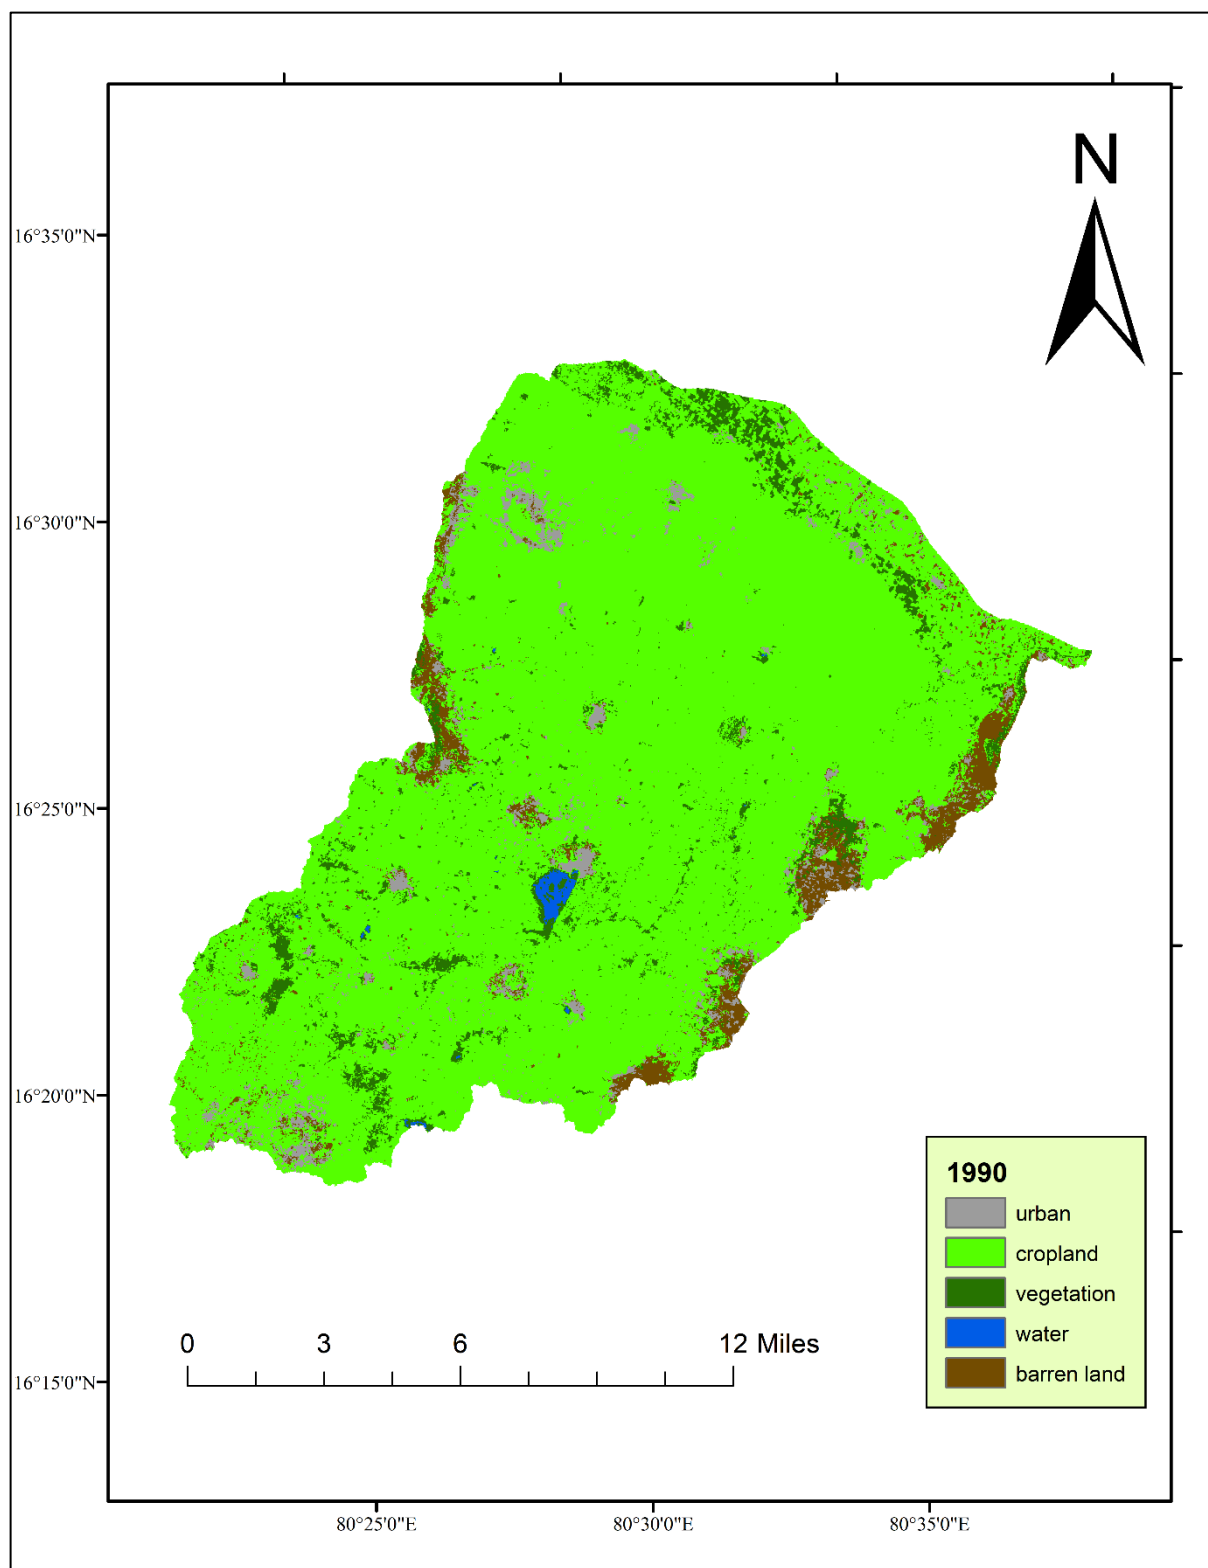 N
16°35'0"N
16°30'0"N
16°25'0"N
16°20'0"N
16°15'0"N
1990
urban
cropland
vegetation
water
barren land
0 3 6 12 Miles
80°25'0"E 80°30'0"E 80°35'0"E